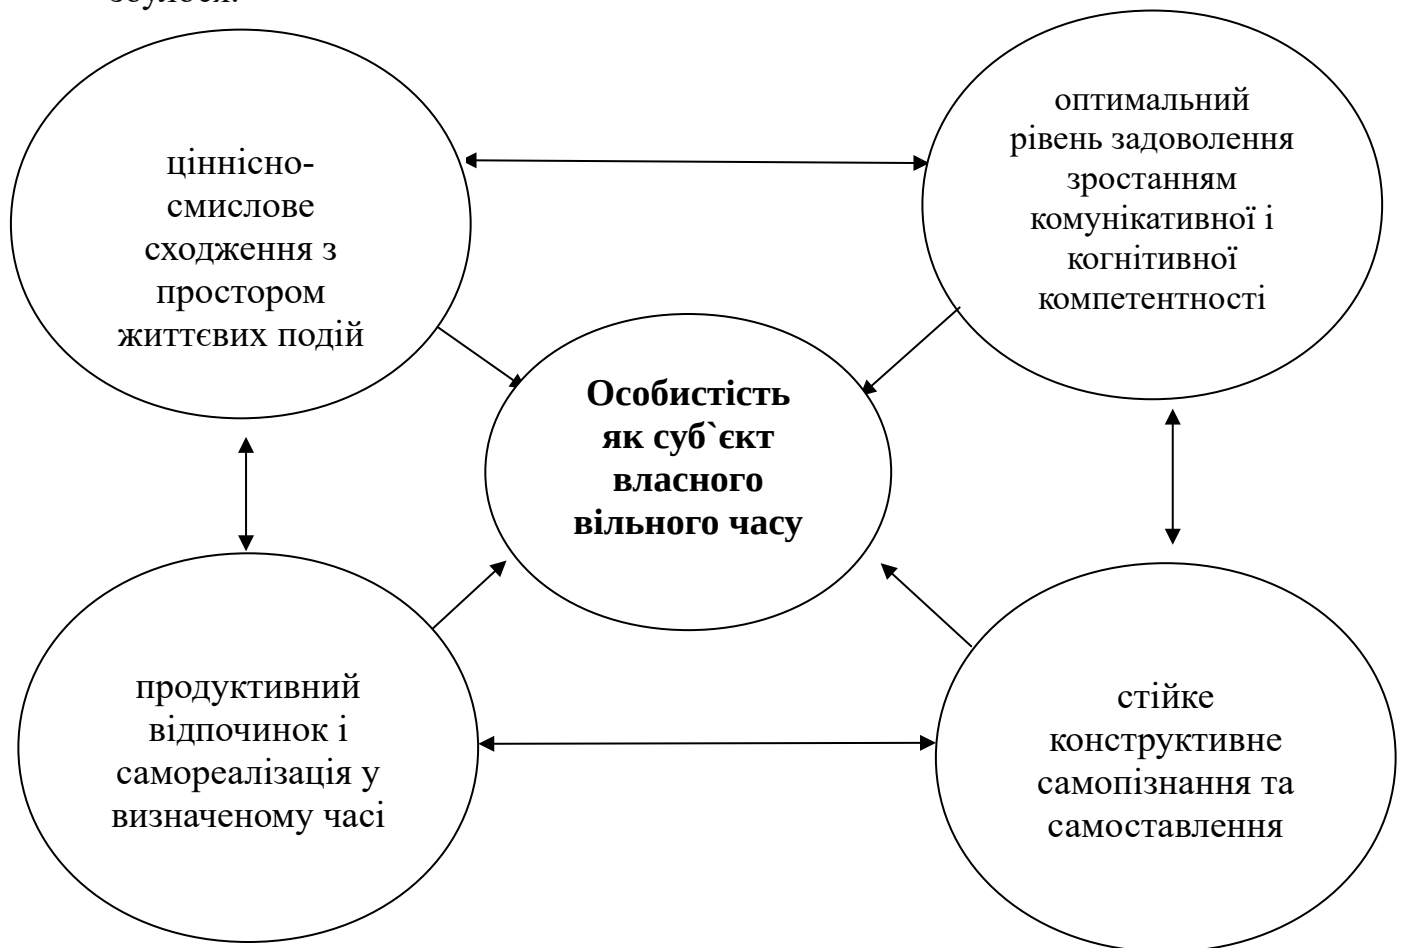 ціннісно-
смислове
сходження з
простором
життєвих подій
оптимальний
рівень задоволення
зростанням
комунікативної і
когнітивної
компетентності
Особистість
як суб`єкт
власного
вільного часу
продуктивний
відпочинок і
самореалізація у
визначеному часі
стійке
конструктивне
самопізнання та
самоставлення